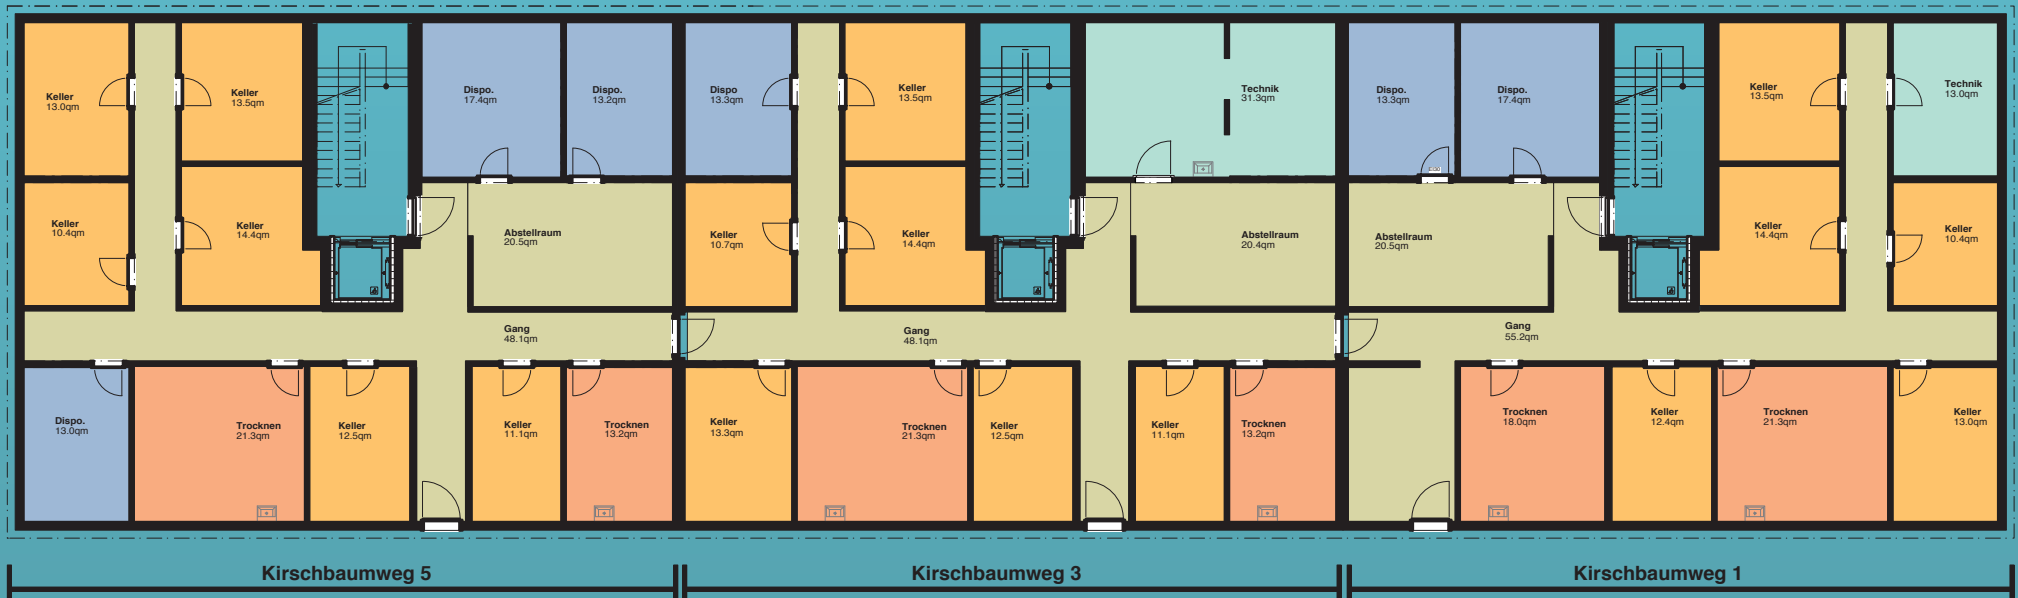 Keller
13.0qm
Keller
13.5qm
Dispo.
17.4qm
Dispo.
13.2qm
Dispo
13.3qm
Keller
13.5qm
Technik
31.3qm
Dispo.
13.3qm
Dispo.
17.4qm
Keller
13.5qm
Technik
13.0qm
Keller
10.4qm
Keller
14.4qm
Abstellraum
20.5qm
Keller
10.7qm
Keller
14.4qm
Abstellraum
20.4qm
Abstellraum
20.5qm
Keller
14.4qm
Keller
10.4qm
Gang
48.1qm
Gang
48.1qm
Gang
55.2qm
Dispo.
13.0qm
Trocknen
21.3qm
Keller
12.5qm
Keller
11.1qm
Trocknen
13.2qm
Keller
13.3qm
Trocknen
21.3qm
Keller
12.5qm
Keller
11.1qm
Trocknen
13.2qm
Trocknen
18.0qm
Keller
12.4qm
Trocknen
21.3qm
Keller
13.0qm
Kirschbaumweg 5
Kirschbaumweg 3
Kirschbaumweg 1